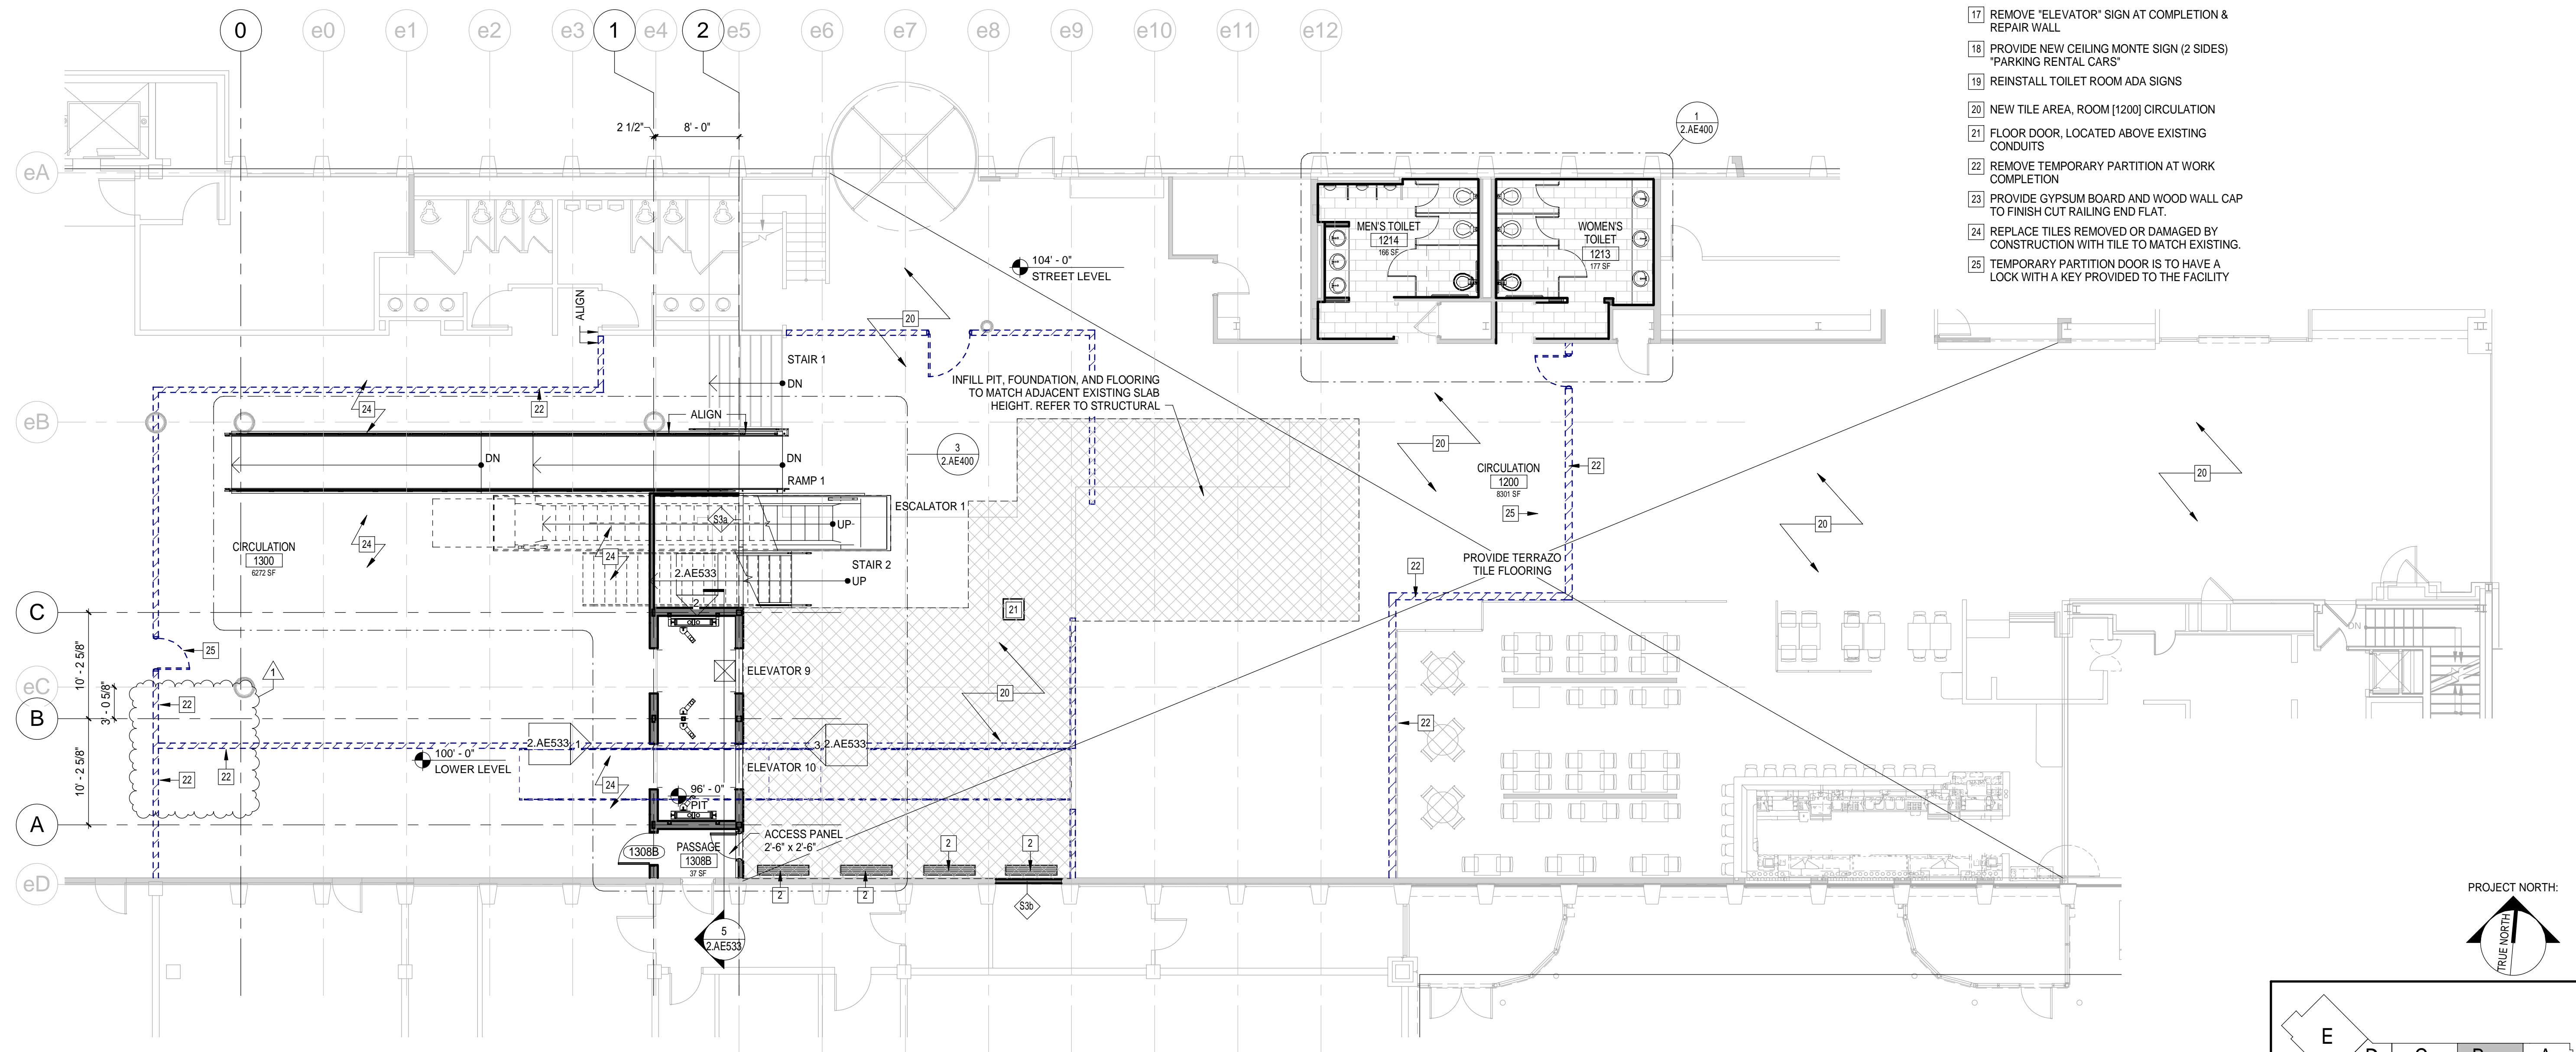 0
e0
e1
e2
e3
1
e4
2
e5
e6
e7
e8
e9
e10
e11
e12
17 REMOVE "ELEVATOR" SIGN AT COMPLETION &
REPAIR WALL
18 PROVIDE NEW CEILING MONTE SIGN (2 SIDES)
"PARKING RENTAL CARS"
19 REINSTALL TOILET ROOM ADA SIGNS
20 NEW TILE AREA, ROOM [1200] CIRCULATION
21 FLOOR DOOR, LOCATED ABOVE EXISTING
CONDUITS
22 REMOVE TEMPORARY PARTITION AT WORK
COMPLETION
23 PROVIDE GYPSUM BOARD AND WOOD WALL CAP
TO FINISH CUT RAILING END FLAT.
24 REPLACE TILES REMOVED OR DAMAGED BY
CONSTRUCTION WITH TILE TO MATCH EXISTING.
25 TEMPORARY PARTITION DOOR IS TO HAVE A
LOCK WITH A KEY PROVIDED TO THE FACILITY
2 1/2"
8' - 0"
1
2.AE400
eA
MEN'S TOILET
1214
166 SF
WOMEN'S
TOILET
1213
177 SF
104' - 0"
STREET LEVEL
ALIGN
20
STAIR 1
DN
INFILL PIT, FOUNDATION, AND FLOORING
TO MATCH ADJACENT EXISTING SLAB
HEIGHT. REFER TO STRUCTURAL
24
22
ALIGN
eB
3
2.AE400
20
DN
DN
RAMP 1
CIRCULATION
1200
8301 SF
22
20
20
25
ESCALATOR 1
S3a
UP
24
24
CIRCULATION
1300
6272 SF
STAIR 2
UP
2.AE533
2
PROVIDE TERRAZO
TILE FLOORING
22
21
C
25
10' - 2 5/8"
3' - 0 5/8"
1
eC
ELEVATOR 9
20
22
B
22
2.AE533
1
3
2.AE533
100' - 0"
LOWER LEVEL
22
22
10' - 2 5/8"
ELEVATOR 10
24
96' - 0"
PIT
A
ACCESS PANEL
2'-6" x 2'-6"
1308B
PASSAGE
1308B
37 SF
2
2
2
2
eD
S3b
5
2.AE533
DN
PROJECT NORTH:
TRUE NORTH
E
D
C
B
A